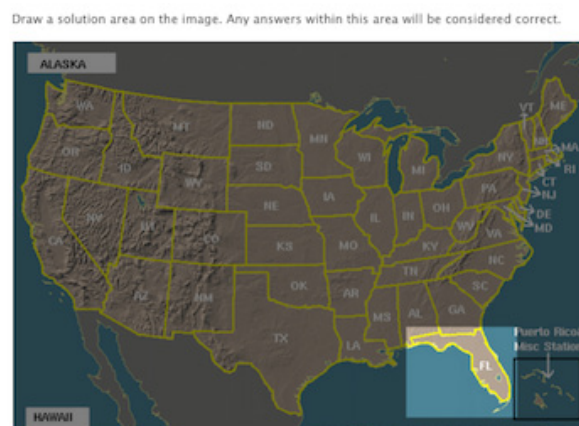 Draw a solution area on the image. Any answers within this area will be considered correct.
ALASKA
WA
MT
ND
MN
VT
ME
OR
ID
SD
WI
MI
NY
NH
MA
RI
WY
CT
NJ
NE
IA
PA
NV
UT
CO
IL
IN
OH
DE
MD
CA
KS
MO
WV
VA
KY
NC
AZ
NM
OK
AR
TN
SC
TX
LA
MS
AL
GA
Puerto Rico
Misc Station
FL
HAWAII